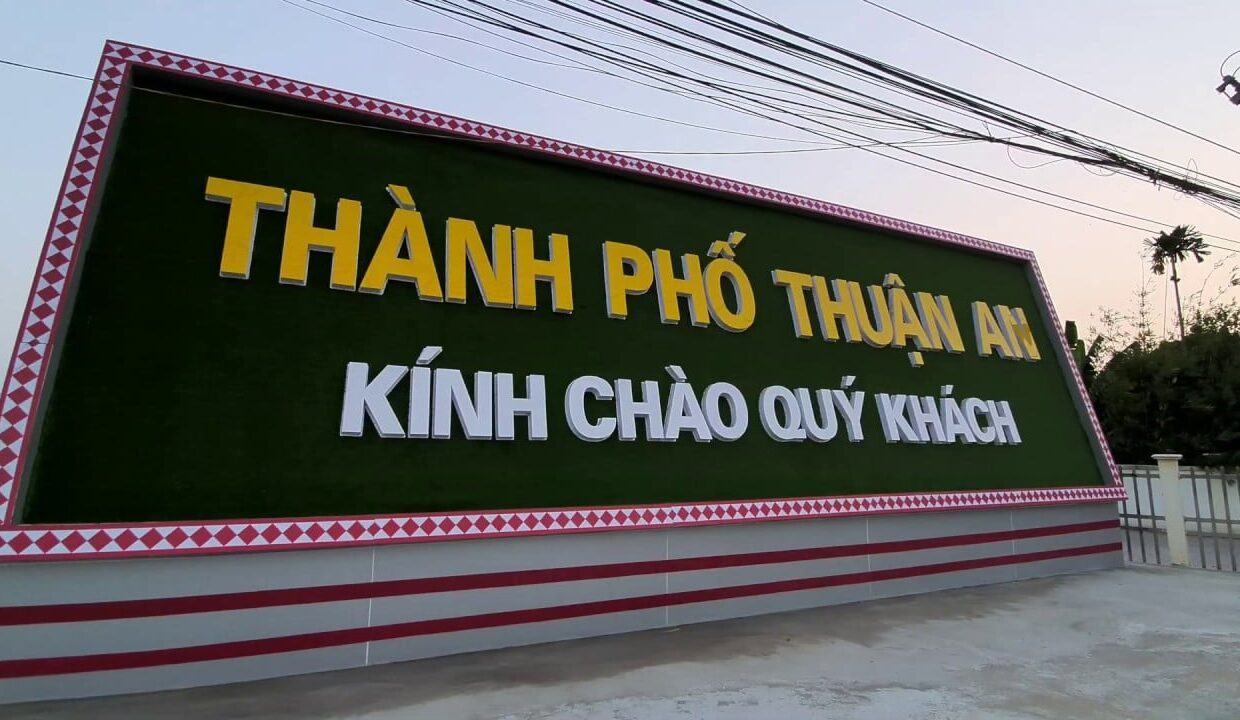 THÀNH PHỐ THUẬN AN
KÍNH CHÀO QUÝ KHÁCH